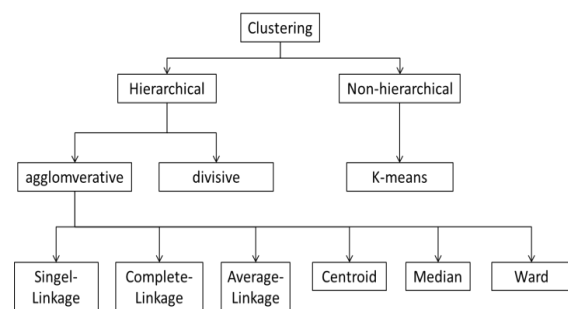 Clustering
Hierarchical
Non-hierarchical
agglomverative
divisive
K-means
Singel-
Linkage
Complete-
Linkage
Average-
Linkage
Centroid
Median
Ward